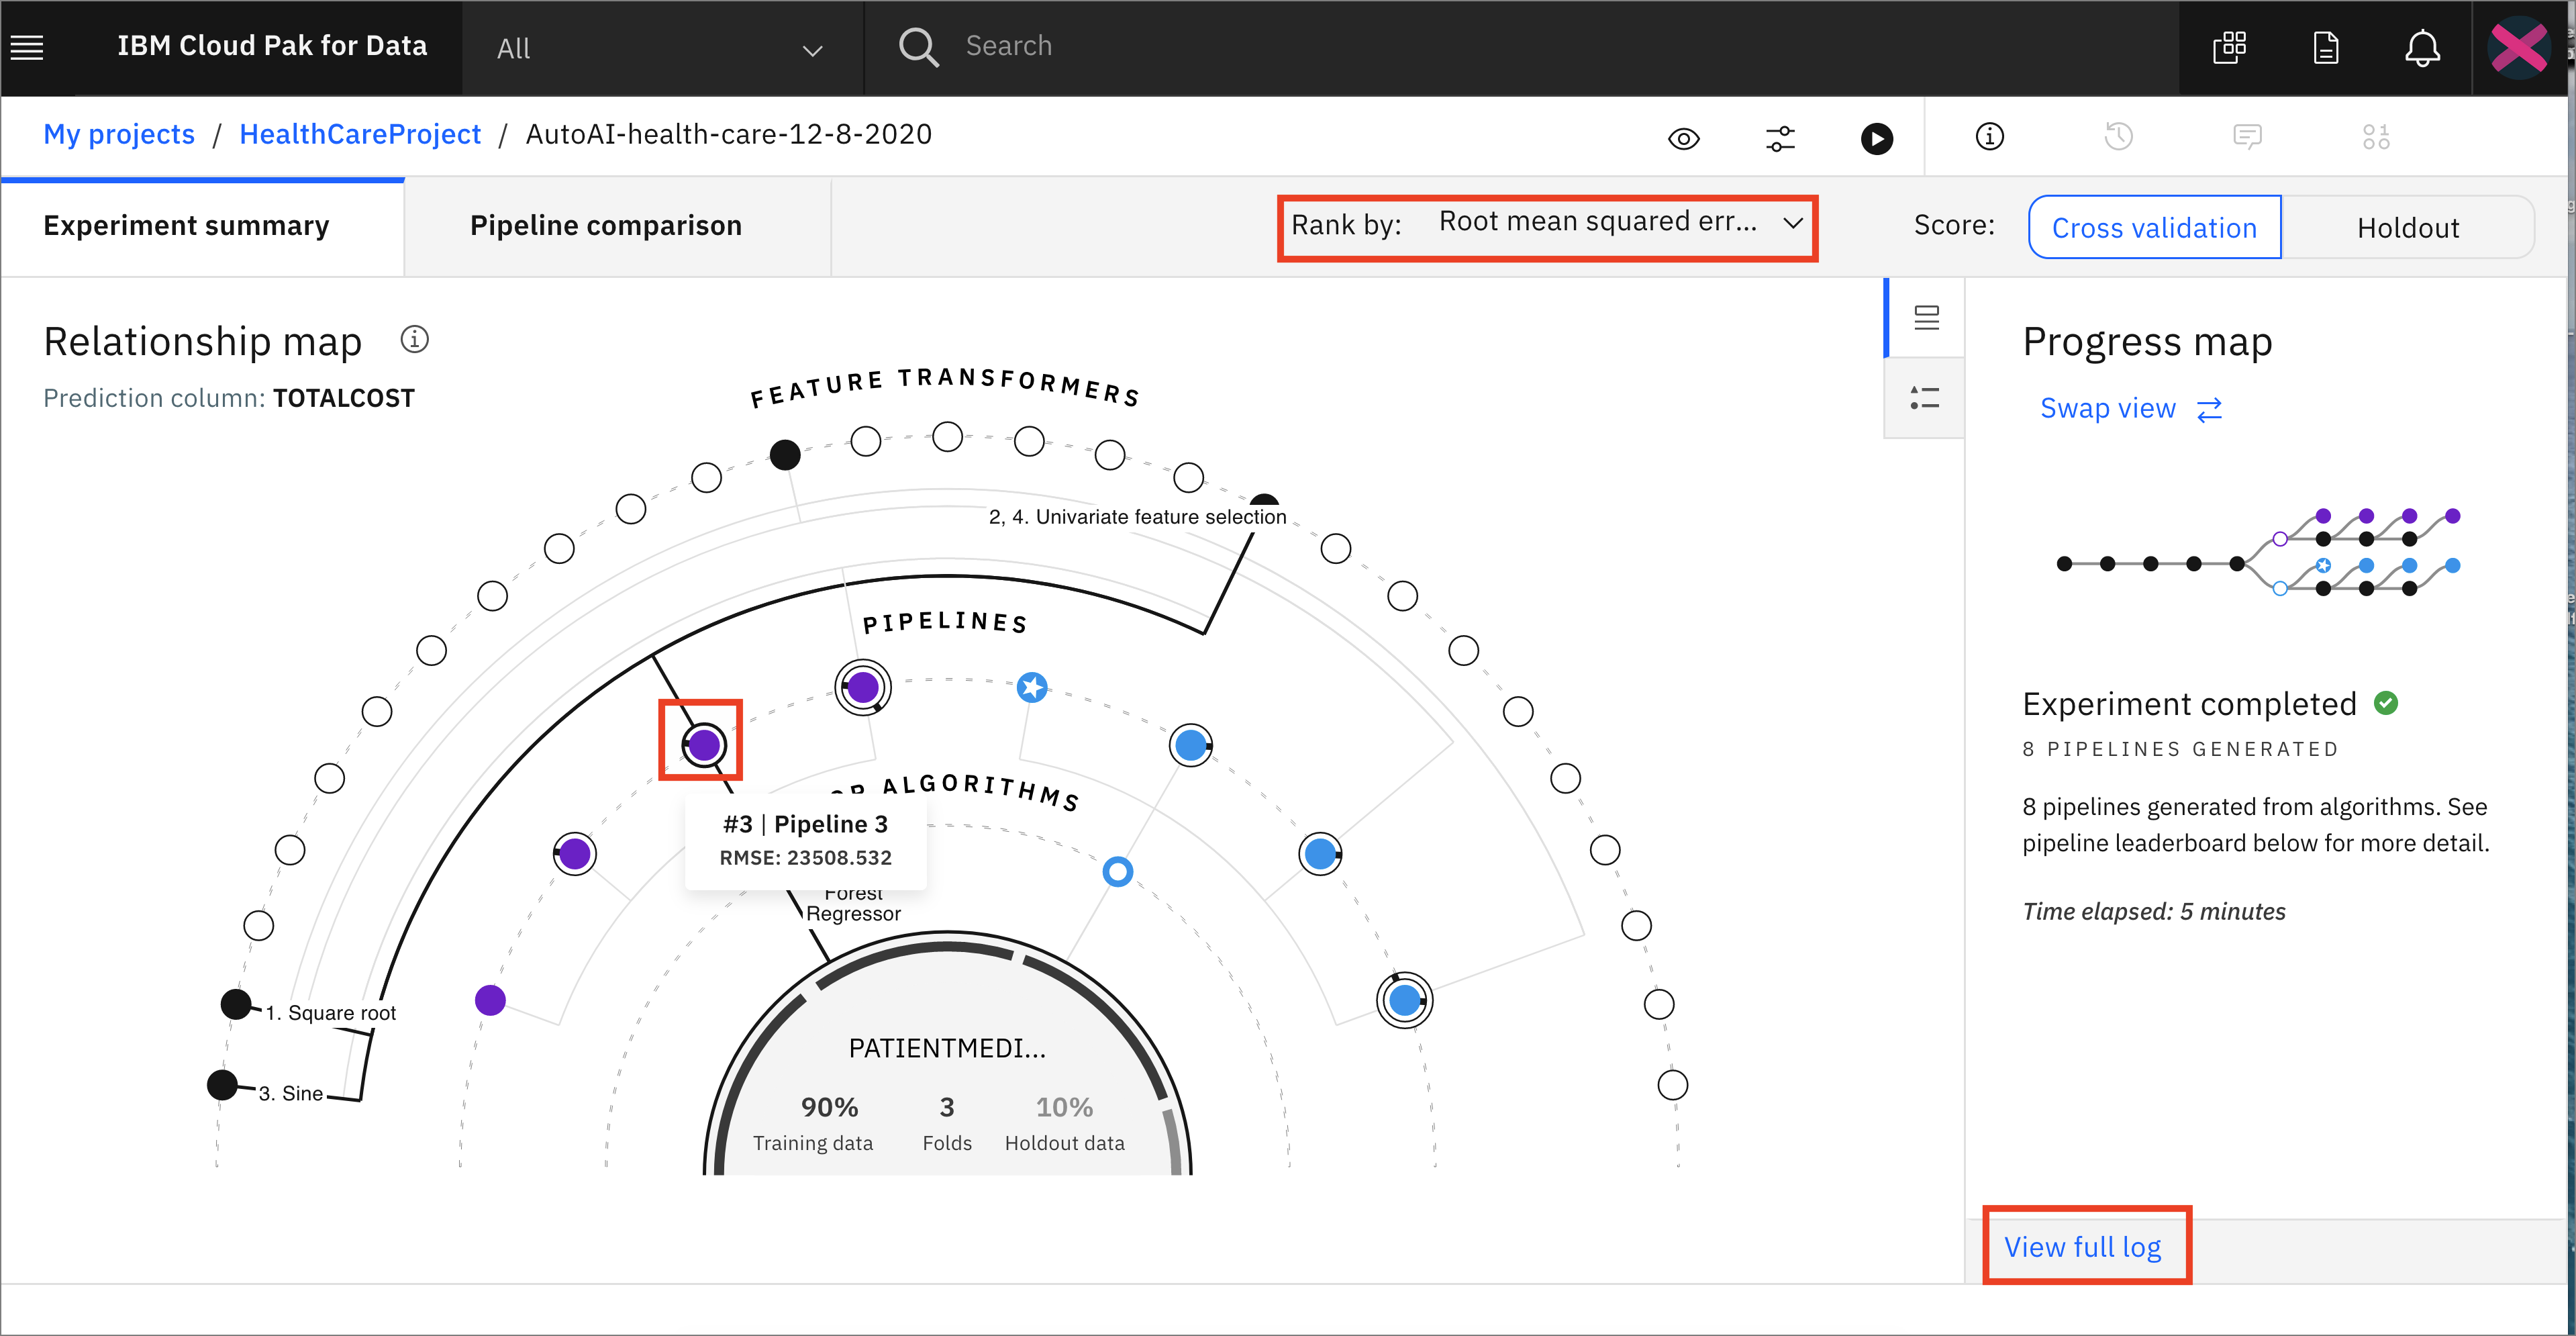 IBM Cloud Pak for Data
All
Search
My projects / HealthCareProject / AutoAI-health-care-12-8-2020
Experiment summary
Pipeline comparison
Rank by: Root mean squared err...
Score: Cross validation Holdout
Relationship map
Prediction column: TOTALCOST
FEATURE TRANSFORMERS
2, 4. Univariate feature selection
PIPELINES
ALGORITHMS
#3 | Pipeline 3
RMSE: 23508.532
Forest
Regressor
1. Square root
3. Sine
PATIENTMEDI...
90% 3 10%
Training data Folds Holdout data
Progress map
Swap view
Experiment completed
8 PIPELINES GENERATED
8 pipelines generated from algorithms. See
pipeline leaderboard below for more detail.
Time elapsed: 5 minutes
View full log